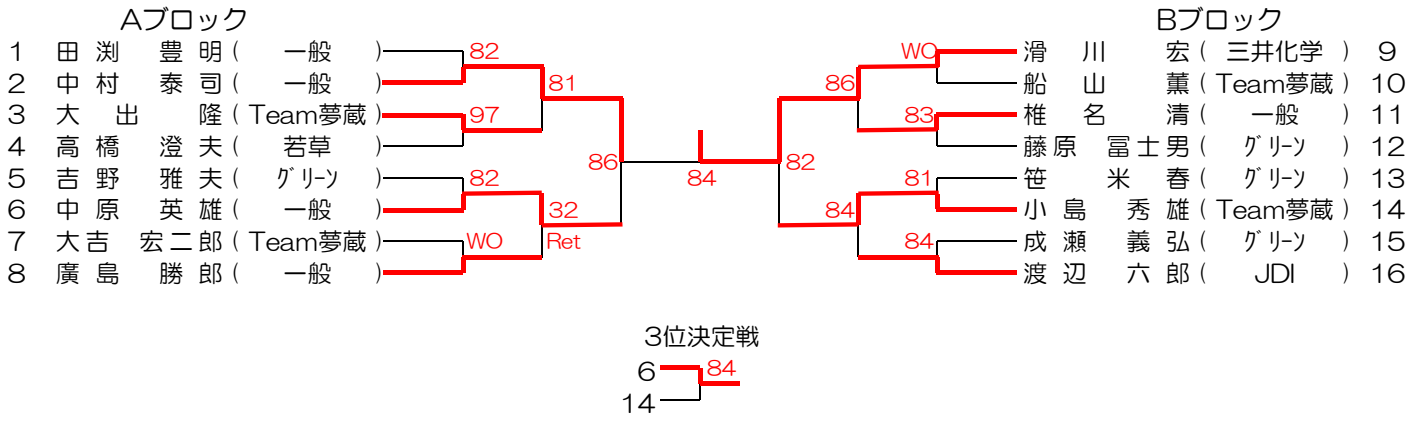 Aブロック Bブロック
1 田渕 豊明 ( 一般 ) 82 WO 滑川 宏 ( 三井化学 ) 9
2 中村 泰司 ( 一般 ) 81 86 船山 薫 ( Team夢蔵 ) 10
3 大出 隆 ( Team夢蔵 ) 97 83 椎名 清 ( 一般 ) 11
4 高橋 澄夫 ( 若草 ) 藤原 冨士男 ( グリーン ) 12
86 84 82
5 吉野 雅夫 ( グリーン ) 82 81 笹 米春 ( グリーン ) 13
6 中原 英雄 ( 一般 ) 32 84 小島 秀雄 ( Team夢蔵 ) 14
7 大吉 宏二郎 ( Team夢蔵 ) WO Ret 84 成瀬 義弘 ( グリーン ) 15
8 廣島 勝郎 ( 一般 ) 渡辺 六郎 ( JDI ) 16
3位決定戦
6 84
14